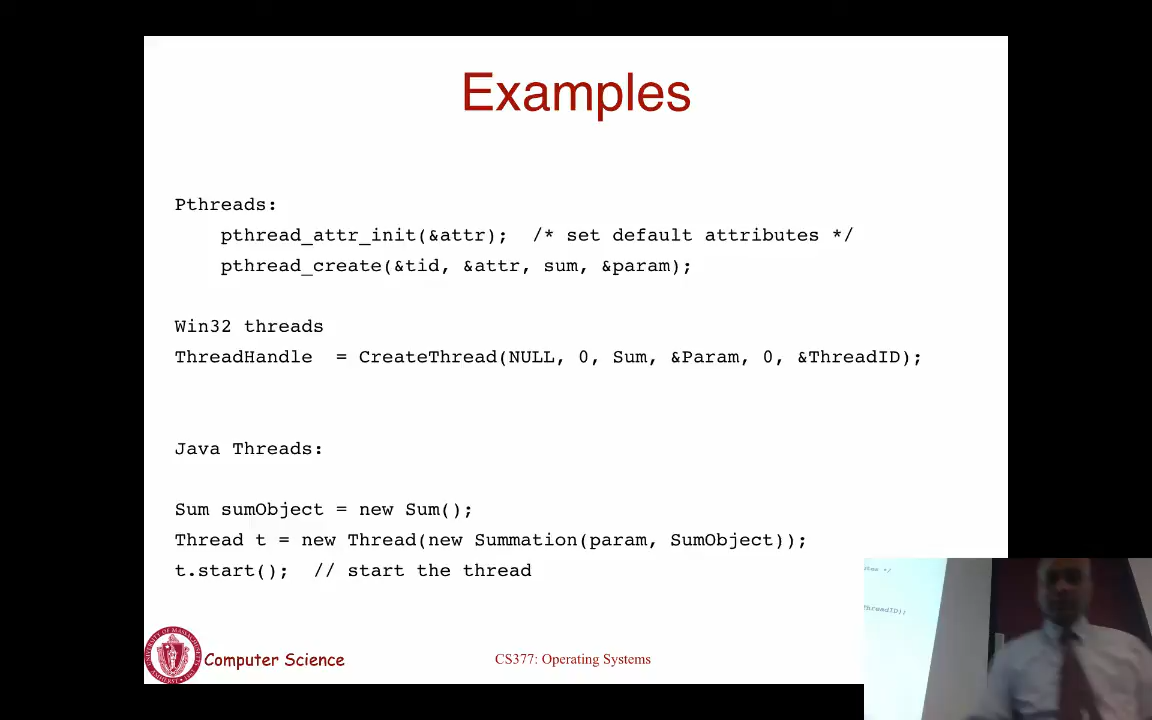 Examples
Pthreads:
pthread_attr_init(&attr); /* set default attributes */
pthread_create(&tid, &attr, sum, &param);
Win32 threads
ThreadHandle = CreateThread(NULL, 0, Sum, &Param, 0, &ThreadID);
Java Threads:
Sum sumObject = new Sum();
Thread t = new Thread(new Summation(param, SumObject));
t.start(); // start the thread
Computer Science
CS377: Operating Systems
*/
ThreadID);